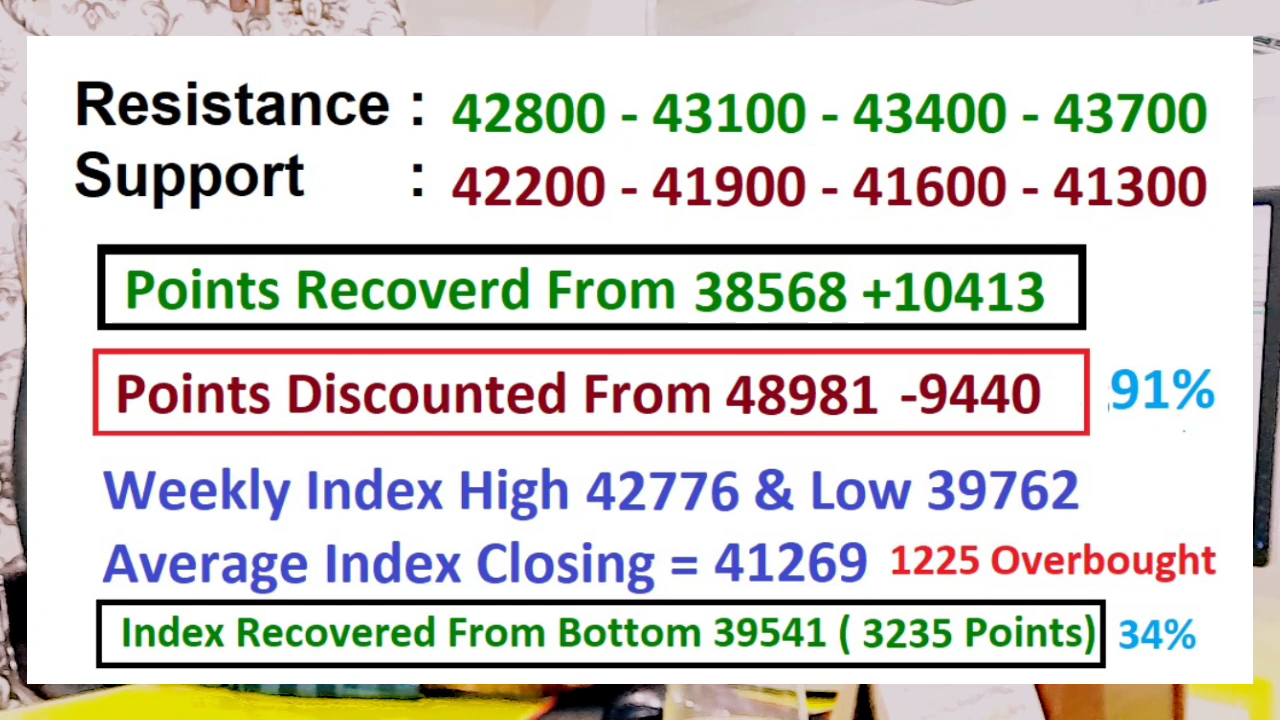 Resistance : 42800 - 43100 - 43400 - 43700
Support : 42200 - 41900 - 41600 - 41300
Points Recoverd From 38568 +10413
Points Discounted From 48981 -9440 91%
Weekly Index High 42776 & Low 39762
Average Index Closing = 41269 1225 Overbought
Index Recovered From Bottom 39541 ( 3235 Points) 34%